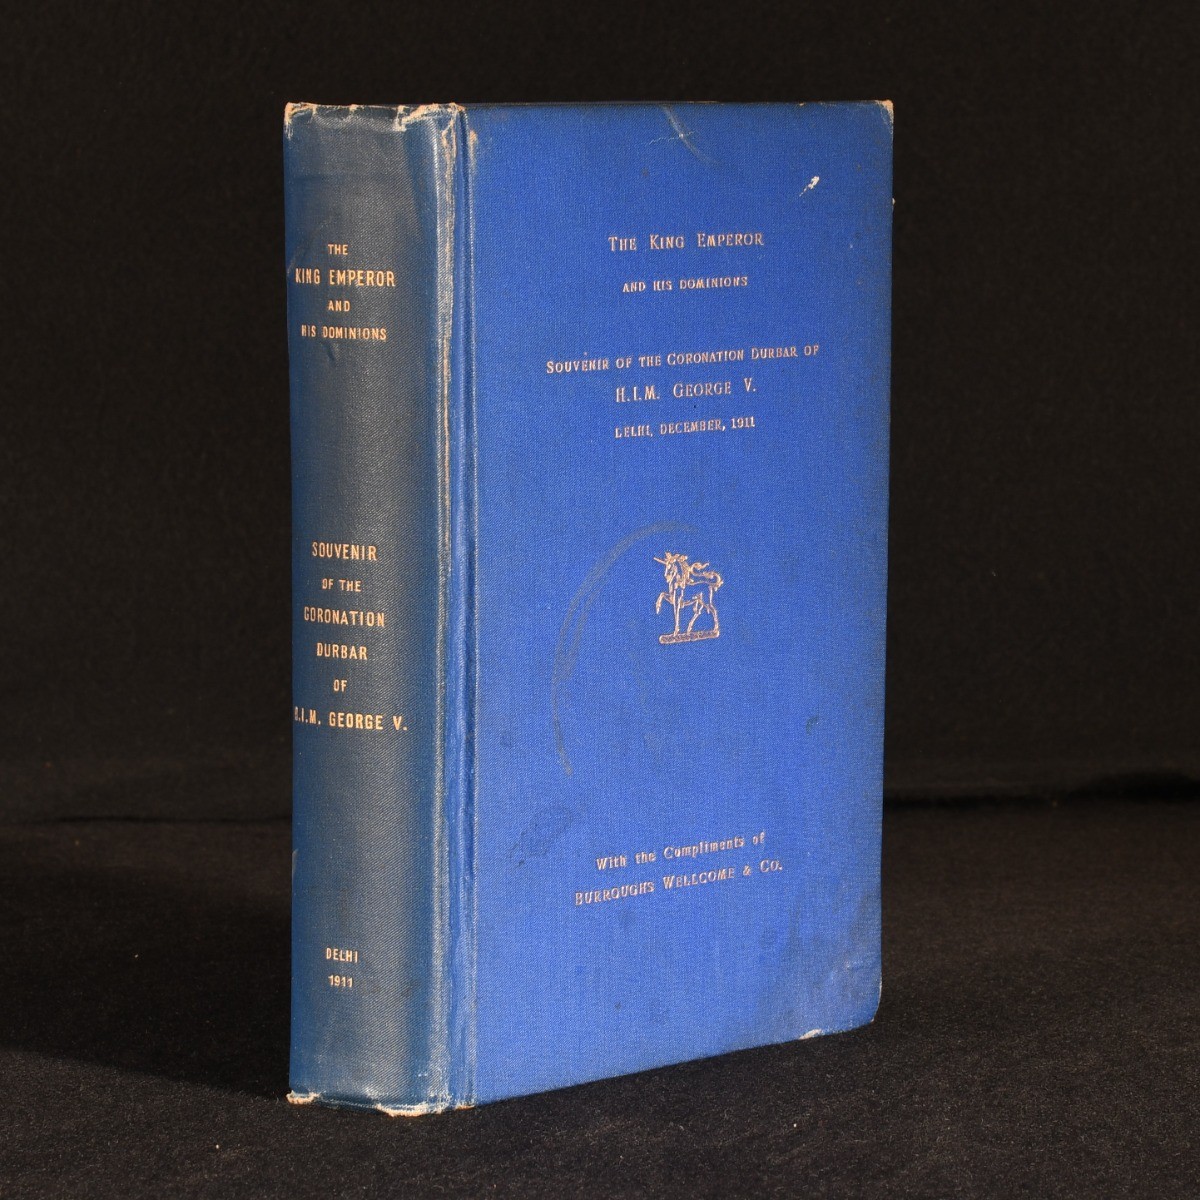 THE
KING EMPEROR
AND
HIS DOMINIONS
SOUVENIR
OF THE
CORONATION
DURBAR
OF
H.I.M. GEORGE V.
DELHI
1911
THE KING EMPEROR
AND HIS DOMINIONS
SOUVENIR OF THE CORONATION DURBAR OF
H.I.M. GEORGE V.
DELHI, DECEMBER, 1911
With the Compliments of
BURROUGHS WELLCOME & CO.